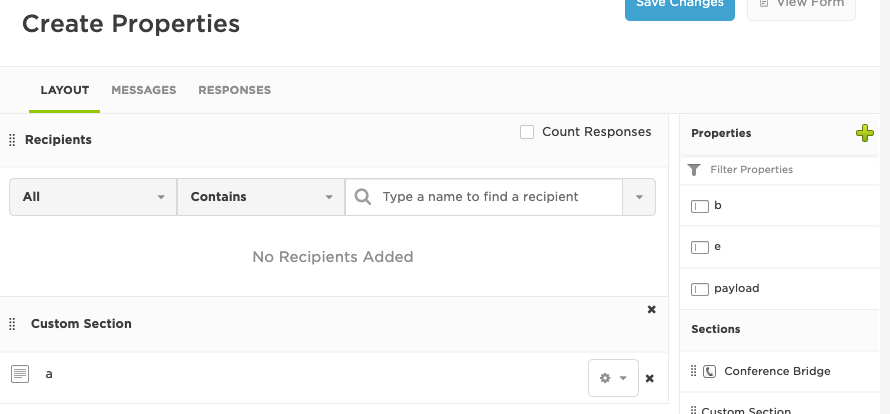 Create Properties
Save Changes
View Form
LAYOUT MESSAGES RESPONSES
Recipients
Count Responses
All
Contains
Type a name to find a recipient
No Recipients Added
Custom Section
a
Properties
Filter Properties
b
e
payload
Sections
Conference Bridge
Custom Section